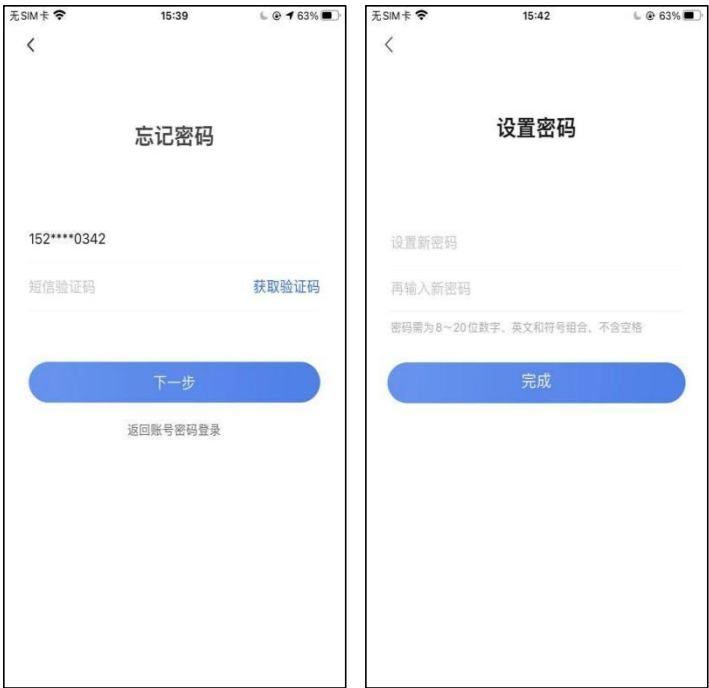 无SIM卡
15:39
63%
忘记密码
152****0342
短信验证码
获取验证码
下一步
返回账号密码登录
无SIM卡
15:42
63%
设置密码
设置新密码
再输入新密码
密码需为8～20位数字、英文和符号组合，不含空格
完成